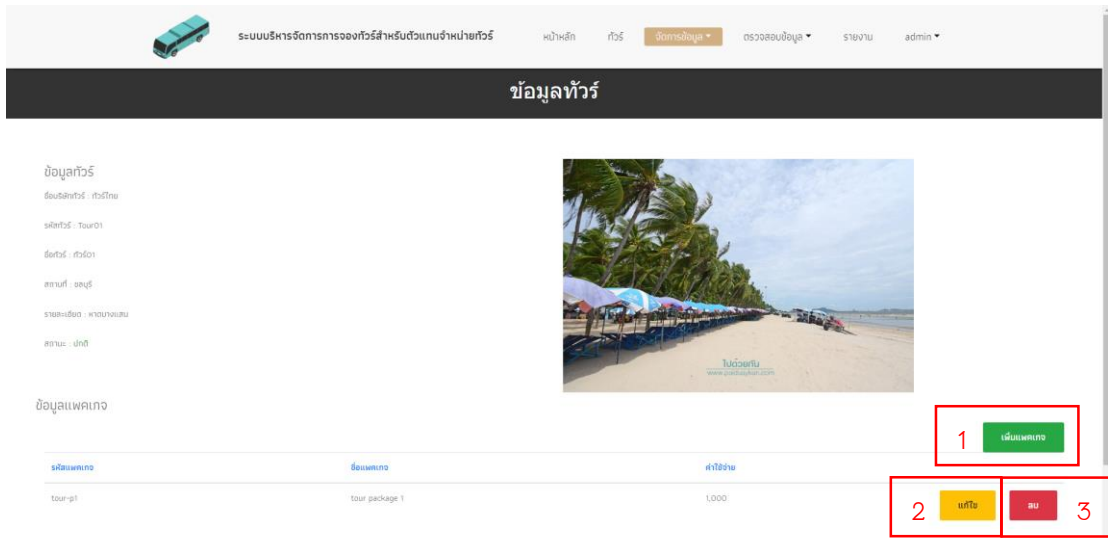 ระบบบริหารจัดการการจองทัวร์สำหรับตัวแทนจำหน่ายทัวร์ หน้าหลัก ทัวร์ จัดการข้อมูล ตรวจสอบข้อมูล รายงาน admin
ข้อมูลทัวร์
ข้อมูลทัวร์
ชื่อบริษัททัวร์ : ทัวร์ไทย
รหัสทัวร์ : Tour01
ชื่อทัวร์ : ทัวร์01
สถานที่ : ชลบุรี
รายละเอียด : หาดบางแสน
สถานะ : ปกติ
ไปด้วยกัน
www.paiduaykan.com
ข้อมูลแพคเกจ
1 เพิ่มแพคเกจ
รหัสแพคเกจ ชื่อแพคเกจ ค่าใช้จ่าย
tour-p1 tour package 1 1,000 2 แก้ไข ลบ 3